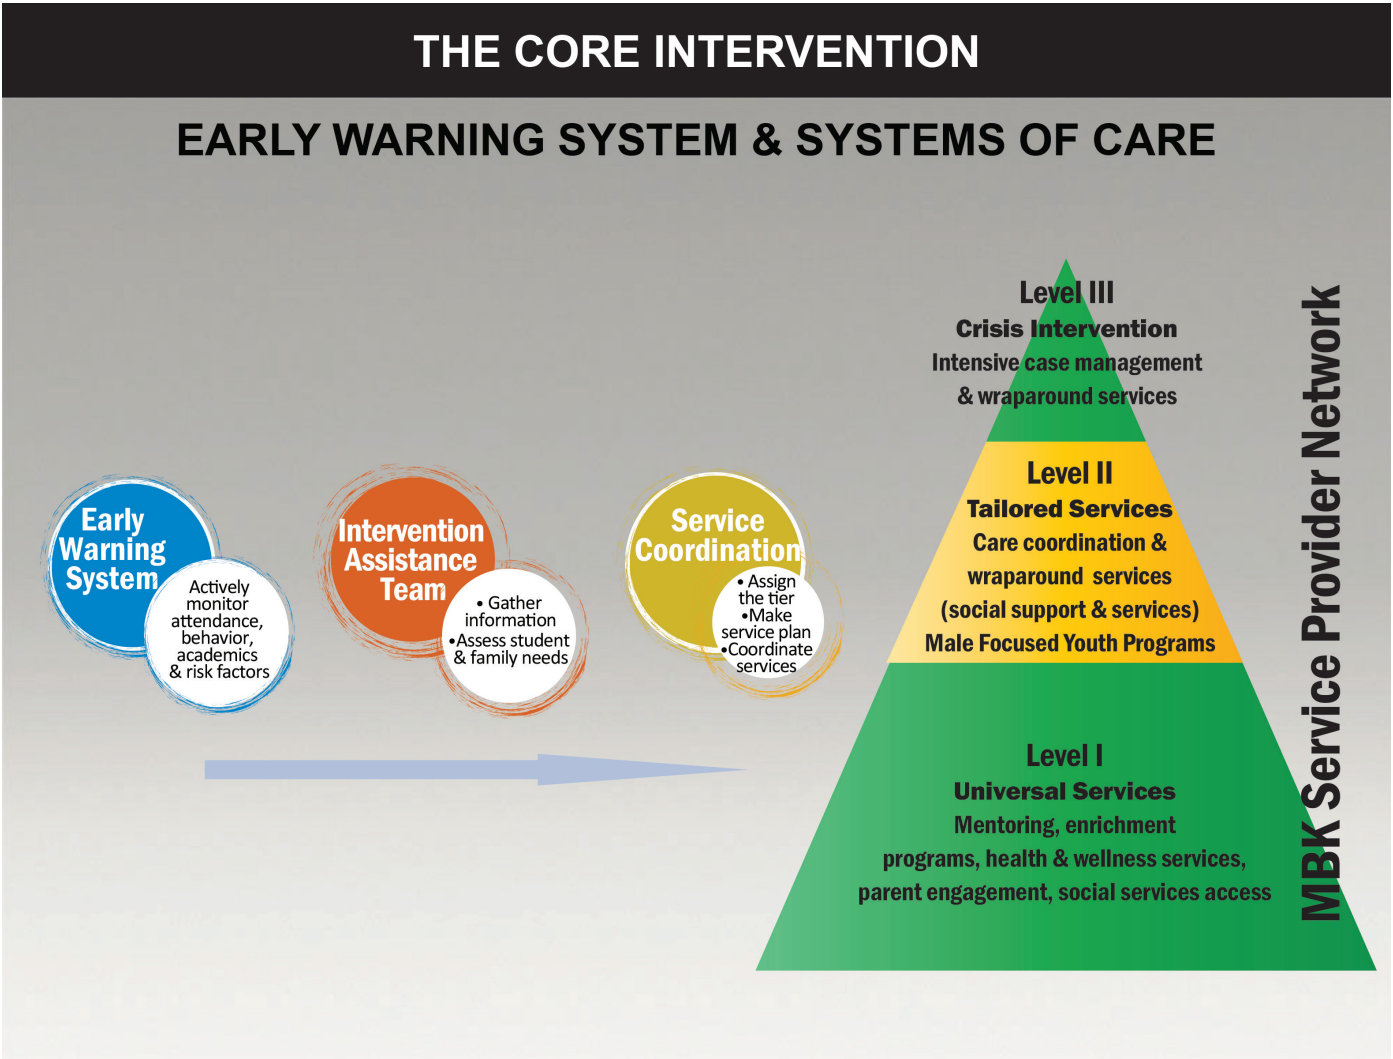 THE CORE INTERVENTION
EARLY WARNING SYSTEM & SYSTEMS OF CARE
Early
Warning
System
Actively
monitor
attendance,
behavior,
academics
& risk factors
Intervention
Assistance
Team
• Gather
information
•Assess student
& family needs
Service
Coordination
• Assign
the tier
•Make
service plan
•Coordinate
services
Level III
Crisis Intervention
Intensive case management
& wraparound services
Level II
Tailored Services
Care coordination &
wraparound services
(social support & services)
Male Focused Youth Programs
Level I
Universal Services
Mentoring, enrichment
programs, health & wellness services,
parent engagement, social services access
MBK Service Provider Network